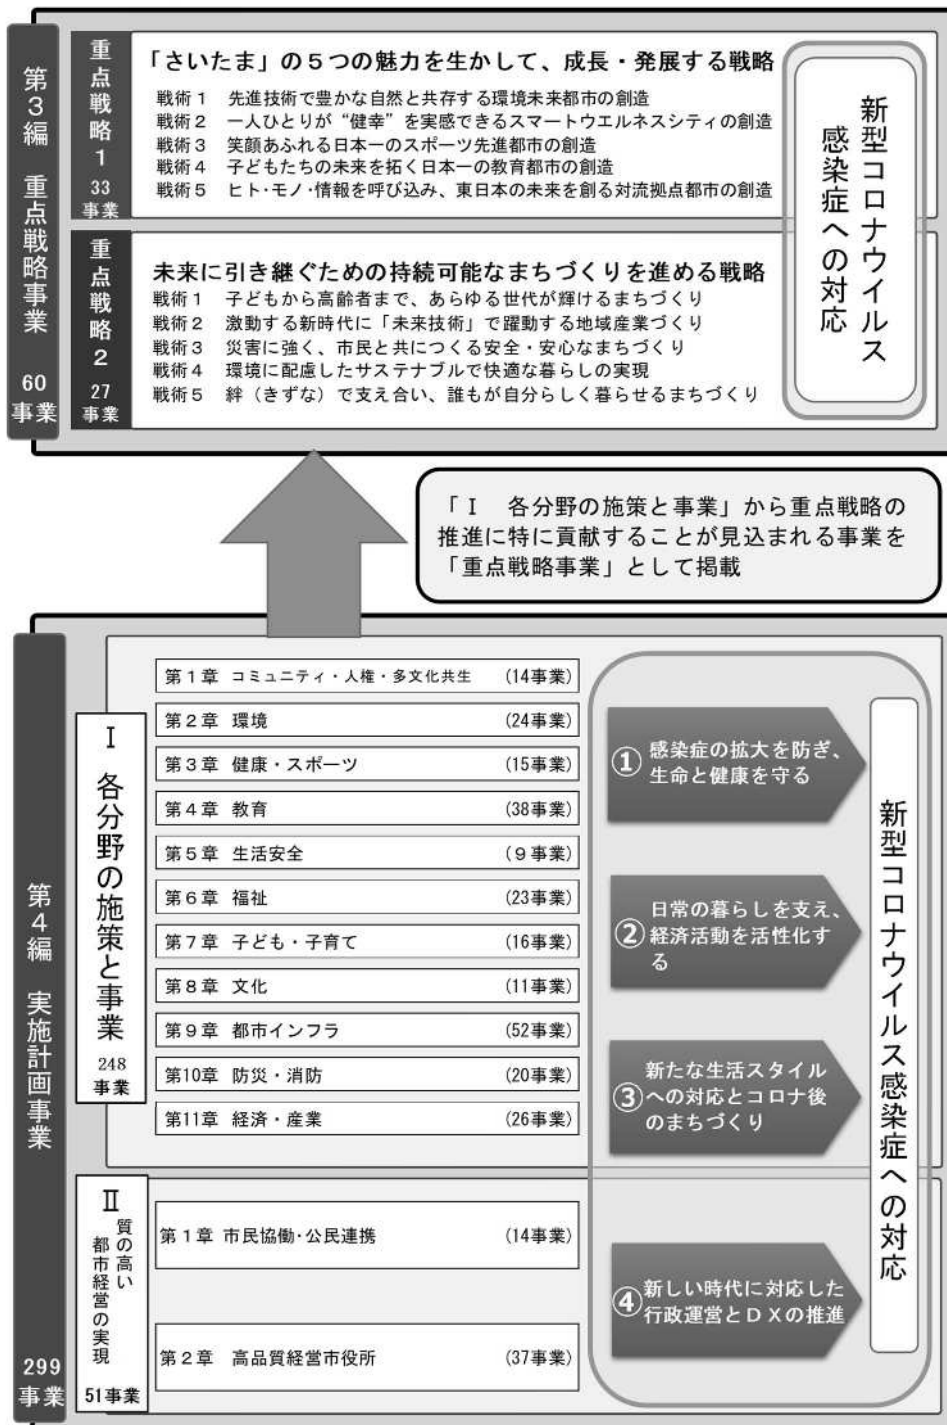 第3編 重点戦略事業
60
事業
重点戦略1
33
事業
「さいたま」の5つの魅力を生かして、成長・発展する戦略
戦術1 先進技術で豊かな自然と共存する環境未来都市の創造
戦術2 一人ひとりが“健幸”を実感できるスマートウエルネスシティの創造
戦術3 笑顔あふれる日本一のスポーツ先進都市の創造
戦術4 子どもたちの未来を拓く日本一の教育都市の創造
戦術5 ヒト・モノ・情報を呼び込み、東日本の未来を創る対流拠点都市の創造
重点戦略2
27
事業
未来に引き継ぐための持続可能なまちづくりを進める戦略
戦術1 子どもから高齢者まで、あらゆる世代が輝けるまちづくり
戦術2 激動する新時代に「未来技術」で躍動する地域産業づくり
戦術3 災害に強く、市民と共につくる安全・安心なまちづくり
戦術4 環境に配慮したサステナブルで快適な暮らしの実現
戦術5 絆(きずな)で支え合い、誰もが自分らしく暮らせるまちづくり
新型コロナウイルス
感染症への対応
「Ⅰ 各分野の施策と事業」から重点戦略の
推進に特に貢献することが見込まれる事業を
「重点戦略事業」として掲載
第4編 実施計画事業
299
事業
Ⅰ 各分野の施策と事業
248
事業
第1章 コミュニティ・人権・多文化共生 (14事業)
第2章 環境 (24事業)
第3章 健康・スポーツ (15事業)
第4章 教育 (38事業)
第5章 生活安全 (9事業)
第6章 福祉 (23事業)
第7章 子ども・子育て (16事業)
第8章 文化 (11事業)
第9章 都市インフラ (52事業)
第10章 防災・消防 (20事業)
第11章 経済・産業 (26事業)
Ⅱ
質の高い
都市経営の実現
51事業
第1章 市民協働・公民連携 (14事業)
第2章 高品質経営市役所 (37事業)
① 感染症の拡大を防ぎ、
生命と健康を守る
② 日常の暮らしを支え、
経済活動を活性化す
る
③ 新たな生活スタイル
への対応とコロナ後
のまちづくり
④ 新しい時代に対応した
行政運営とDXの推進
新型コロナウイルス感染症への対応